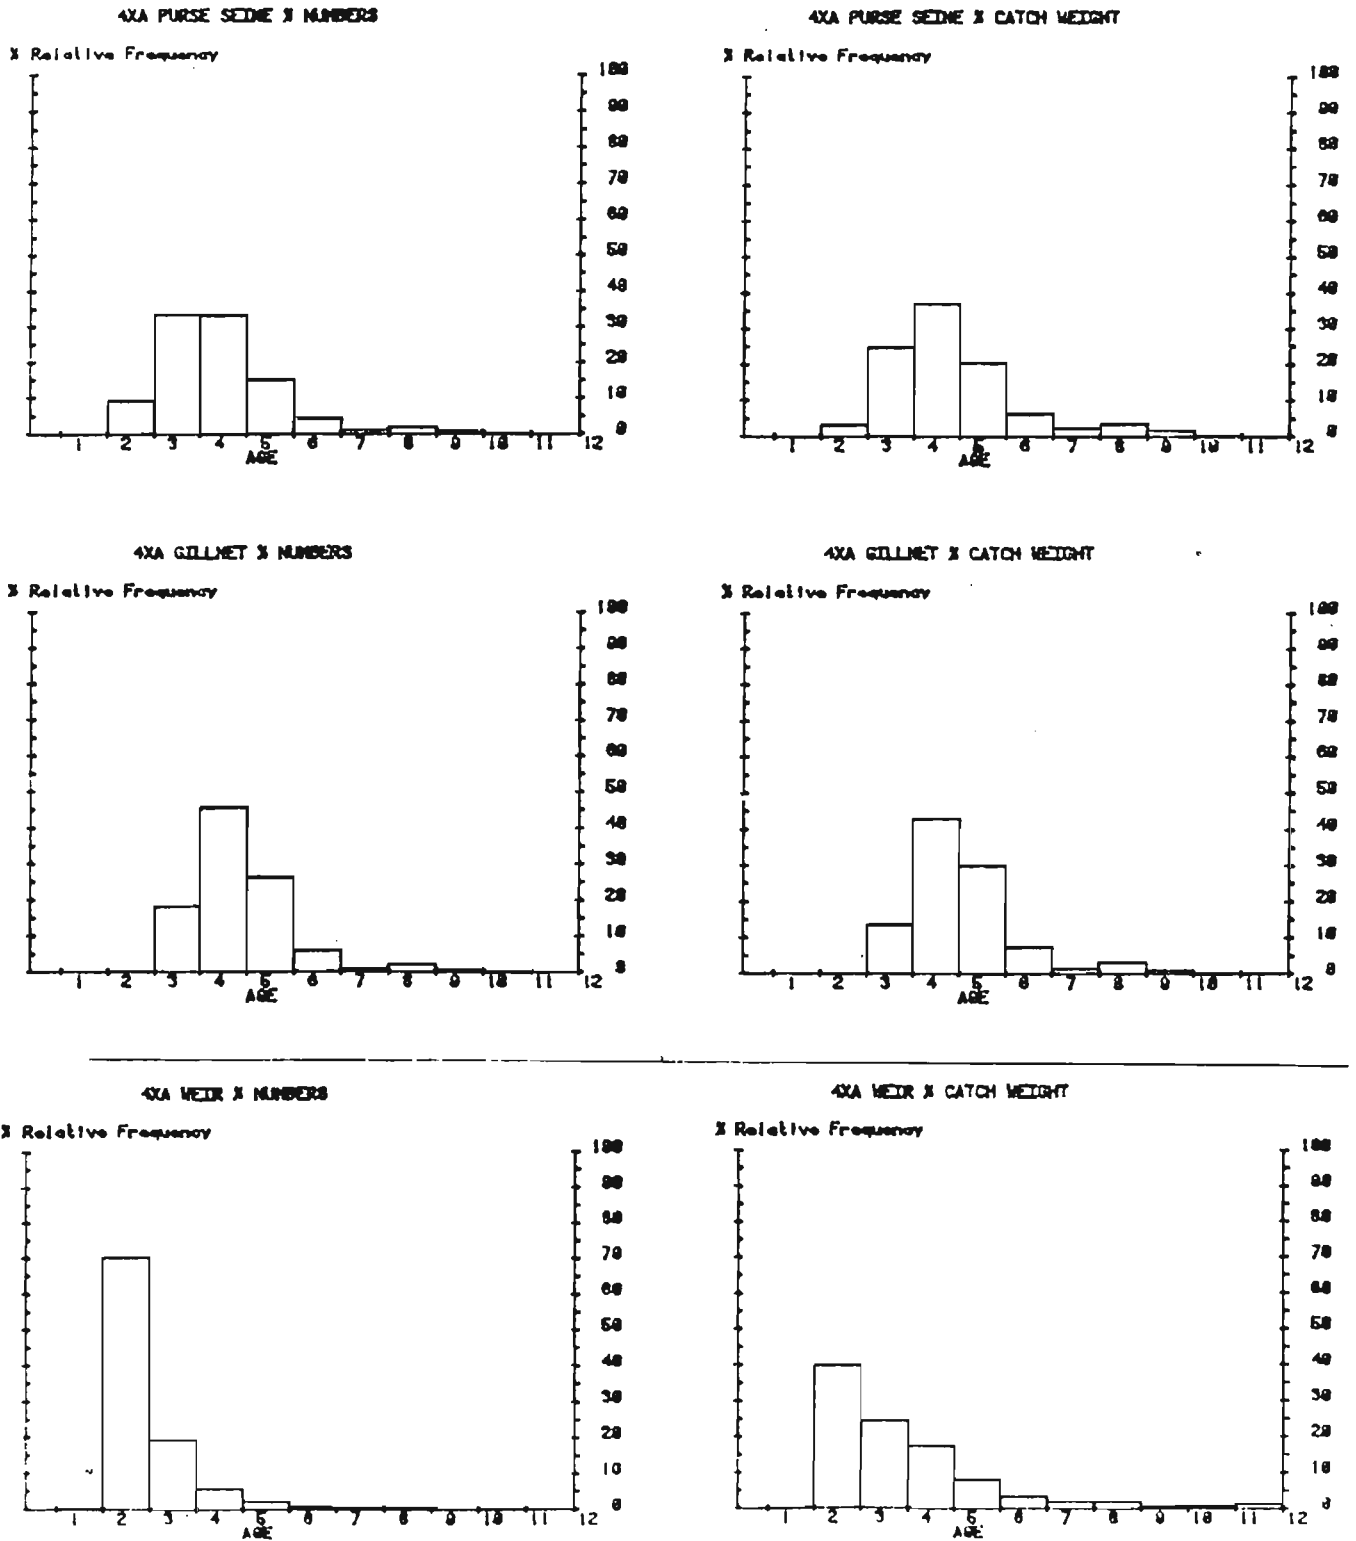 4XA PURSE SEINE % NUMBERS
% Relative Frequency
100
90
80
70
60
50
40
30
20
10
0
1 2 3 4 5 6 7 8 9 10 11 12
AGE
4XA PURSE SEINE % CATCH WEIGHT
% Relative Frequency
100
90
80
70
60
50
40
30
20
10
0
1 2 3 4 5 6 7 8 9 10 11 12
AGE
4XA GILLNET % NUMBERS
% Relative Frequency
100
90
80
70
60
50
40
30
20
10
0
1 2 3 4 5 6 7 8 9 10 11 12
AGE
4XA GILLNET % CATCH WEIGHT
% Relative Frequency
100
90
80
70
60
50
40
30
20
10
0
1 2 3 4 5 6 7 8 9 10 11 12
AGE
4XA WEIR % NUMBERS
% Relative Frequency
100
90
80
70
60
50
40
30
20
10
0
1 2 3 4 5 6 7 8 9 10 11 12
AGE
4XA WEIR % CATCH WEIGHT
% Relative Frequency
100
90
80
70
60
50
40
30
20
10
0
1 2 3 4 5 6 7 8 9 10 11 12
AGE